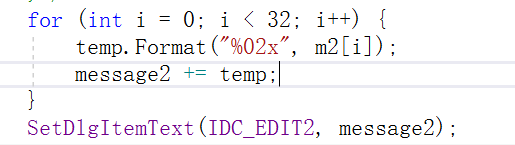 for (int i = 0; i < 32; i++) {
temp.Format("%02x", m2[i]);
message2 += temp;
}
SetDlgItemText(IDC_EDIT2, message2);